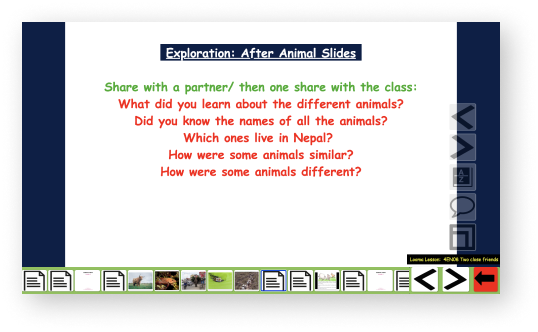 Exploration: After Animal Slides
Share with a partner/ then one share with the class:
What did you learn about the different animals?
Did you know the names of all the animals?
Which ones live in Nepal?
How were some animals similar?
How were some animals different?
A
Z
Looma Lesson: 4EN06 Two close friends